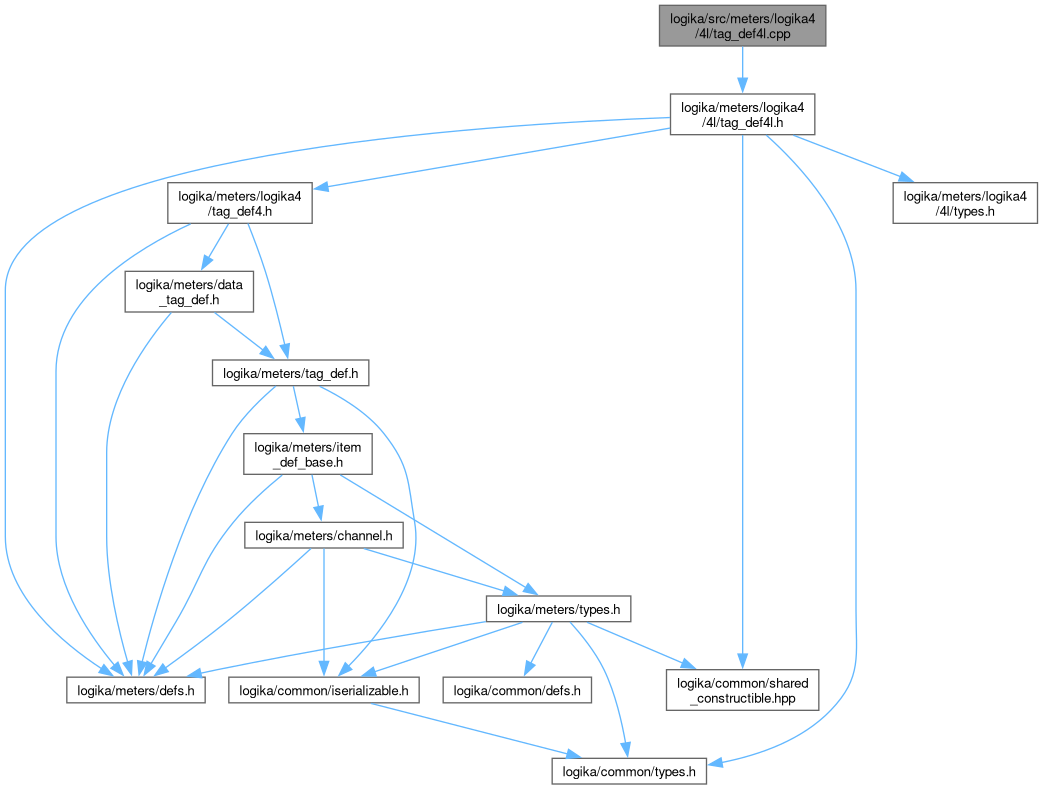 logika/src/meters/logika4
/4l/tag_def4l.cpp
logika/meters/logika4
/4l/tag_def4l.h
logika/meters/logika4
/tag_def4.h
logika/meters/logika4
/4l/types.h
logika/meters/data
_tag_def.h
logika/meters/tag_def.h
logika/meters/item
_def_base.h
logika/meters/channel.h
logika/meters/types.h
logika/meters/defs.h
logika/common/iserializable.h
logika/common/defs.h
logika/common/shared
_constructible.hpp
logika/common/types.h